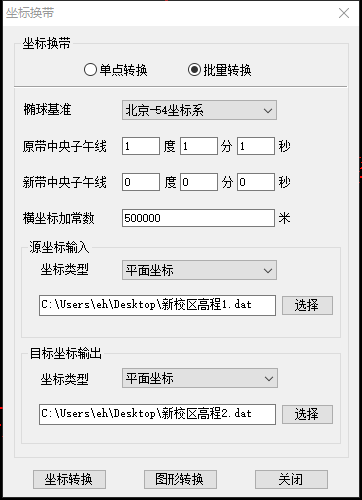 坐标换带
坐标换带
单点转换 批量转换
椭球基准 北京-54坐标系
原带中央子午线 1 度 1 分 1 秒
新带中央子午线 0 度 0 分 0 秒
横坐标加常数 500000 米
源坐标输入
坐标类型 平面坐标
C:\Users\eh\Desktop\新校区高程1.dat 选择
目标坐标输出
坐标类型 平面坐标
C:\Users\eh\Desktop\新校区高程2.dat 选择
坐标转换 图形转换 关闭